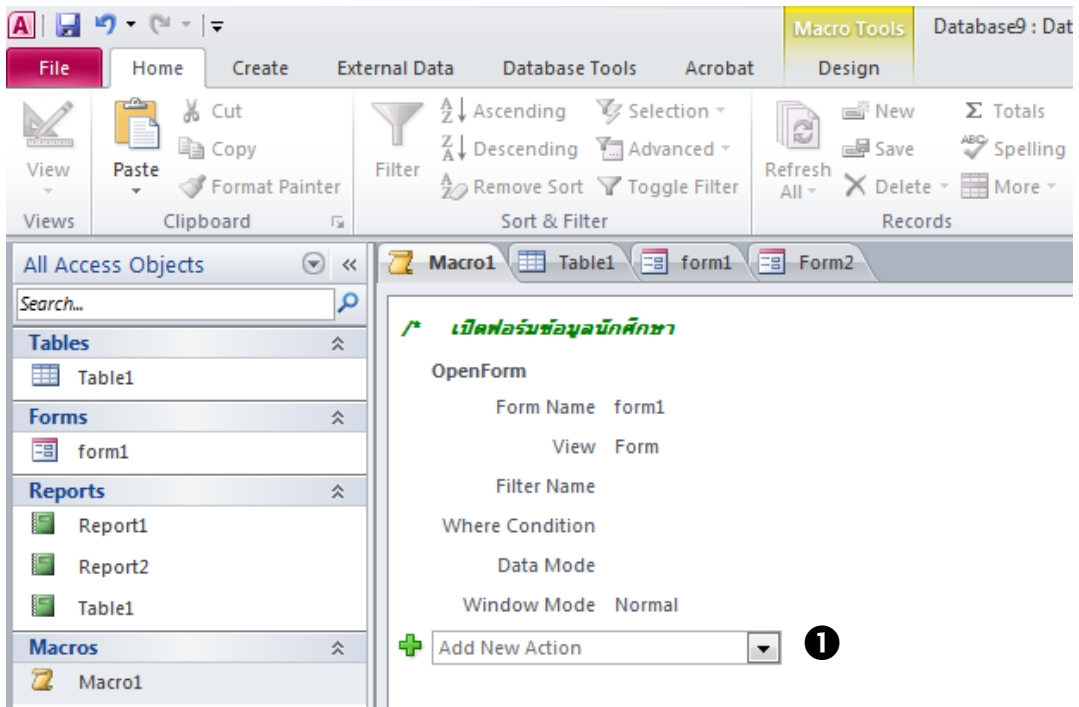 A
Macro Tools Database9 : Dat
File Home Create External Data Database Tools Acrobat Design
View
Views
Paste
Cut
Copy
Format Painter
Clipboard
Filter
Ascending
Descending
Remove Sort
Selection
Advanced
Toggle Filter
Sort & Filter
Refresh
All
New
Save
Delete
Totals
Spelling
More
Records
All Access Objects
Search...
Tables
Table1
Forms
form1
Reports
Report1
Report2
Table1
Macros
Macro1
Macro1 Table1 form1 Form2
/* เปิดฟอร์มข้อมูลนักศึกษา
OpenForm
Form Name form1
View Form
Filter Name
Where Condition
Data Mode
Window Mode Normal
Add New Action
❶